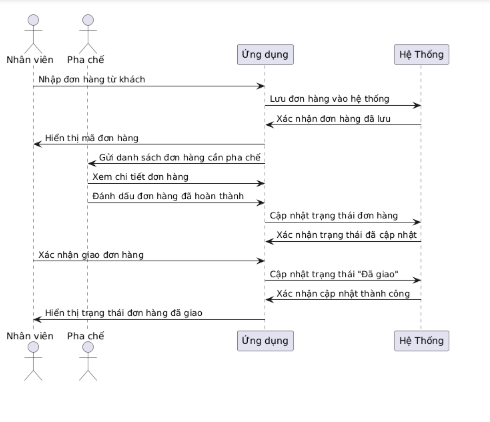 Nhân viên Pha chế Ứng dụng Hệ Thống
Nhập đơn hàng từ khách
Lưu đơn hàng vào hệ thống
Xác nhận đơn hàng đã lưu
Hiển thị mã đơn hàng
Gửi danh sách đơn hàng cần pha chế
Xem chi tiết đơn hàng
Đánh dấu đơn hàng đã hoàn thành
Cập nhật trạng thái đơn hàng
Xác nhận trạng thái đã cập nhật
Xác nhận giao đơn hàng
Cập nhật trạng thái "Đã giao"
Xác nhận cập nhật thành công
Hiển thị trạng thái đơn hàng đã giao
Nhân viên Pha chế Ứng dụng Hệ Thống